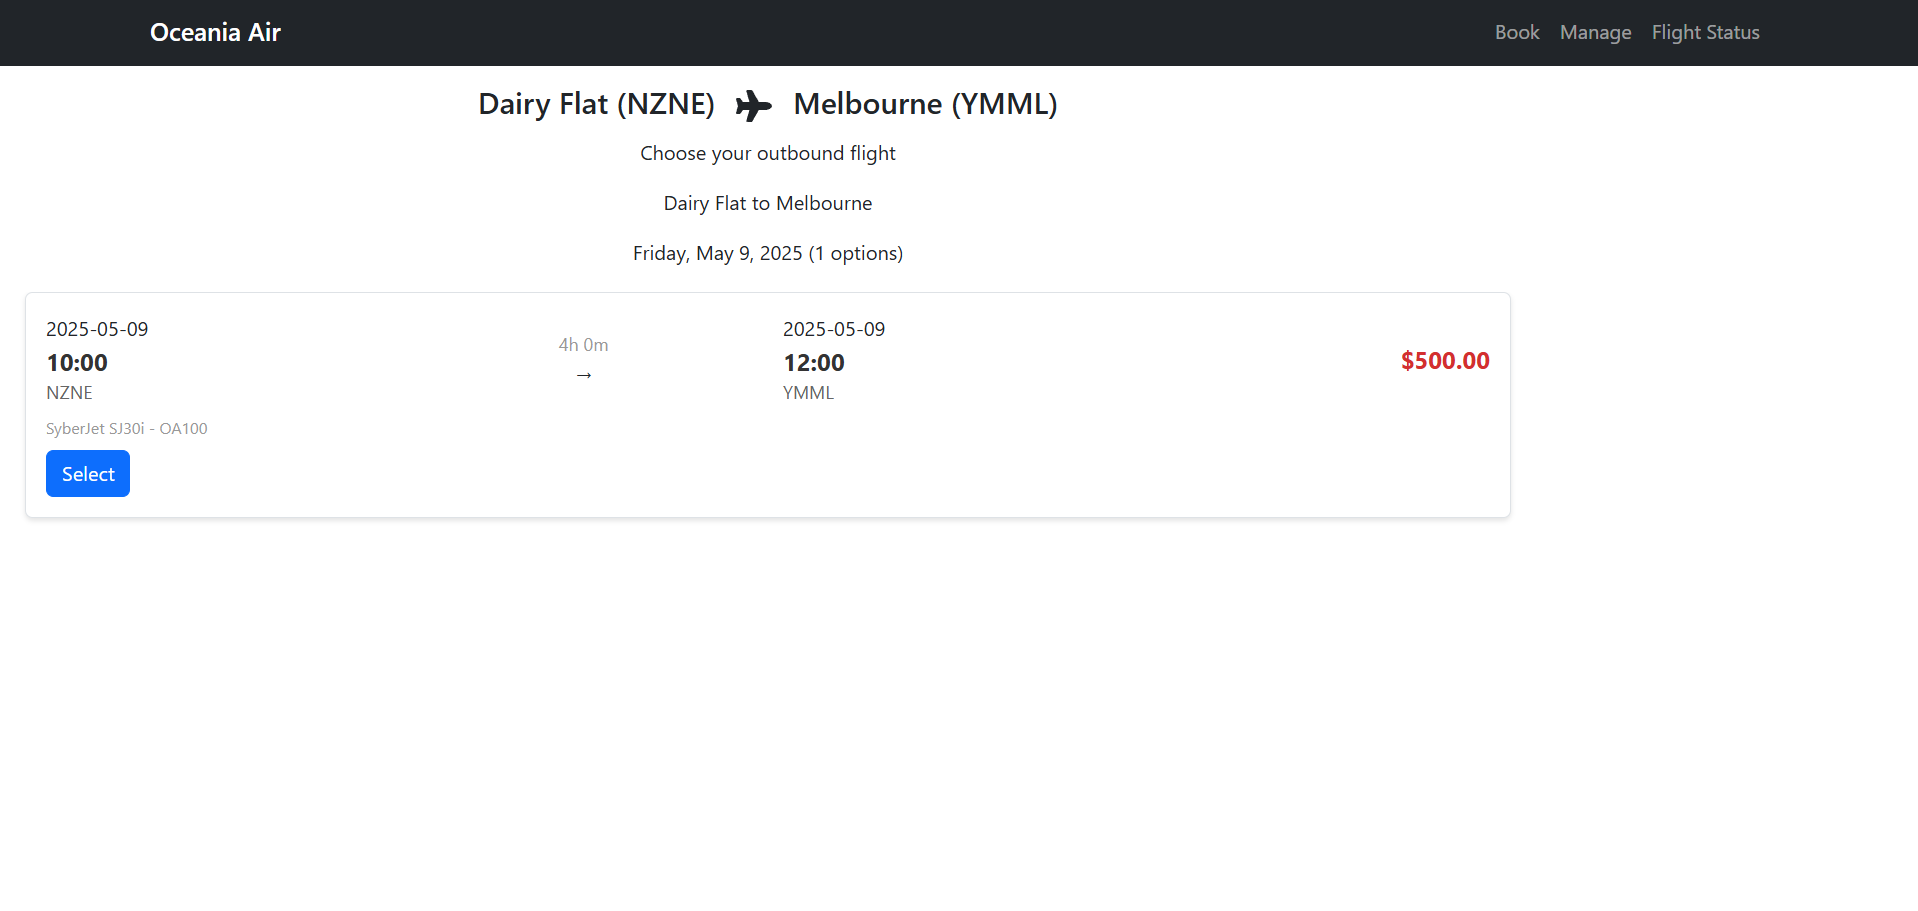 Oceania Air
Book Manage Flight Status
Dairy Flat (NZNE) Melbourne (YMML)
Choose your outbound flight
Dairy Flat to Melbourne
Friday, May 9, 2025 (1 options)
2025-05-09
10:00
NZNE
4h 0m
→
2025-05-09
12:00
YMML
$500.00
SyberJet SJ30i - OA100
Select